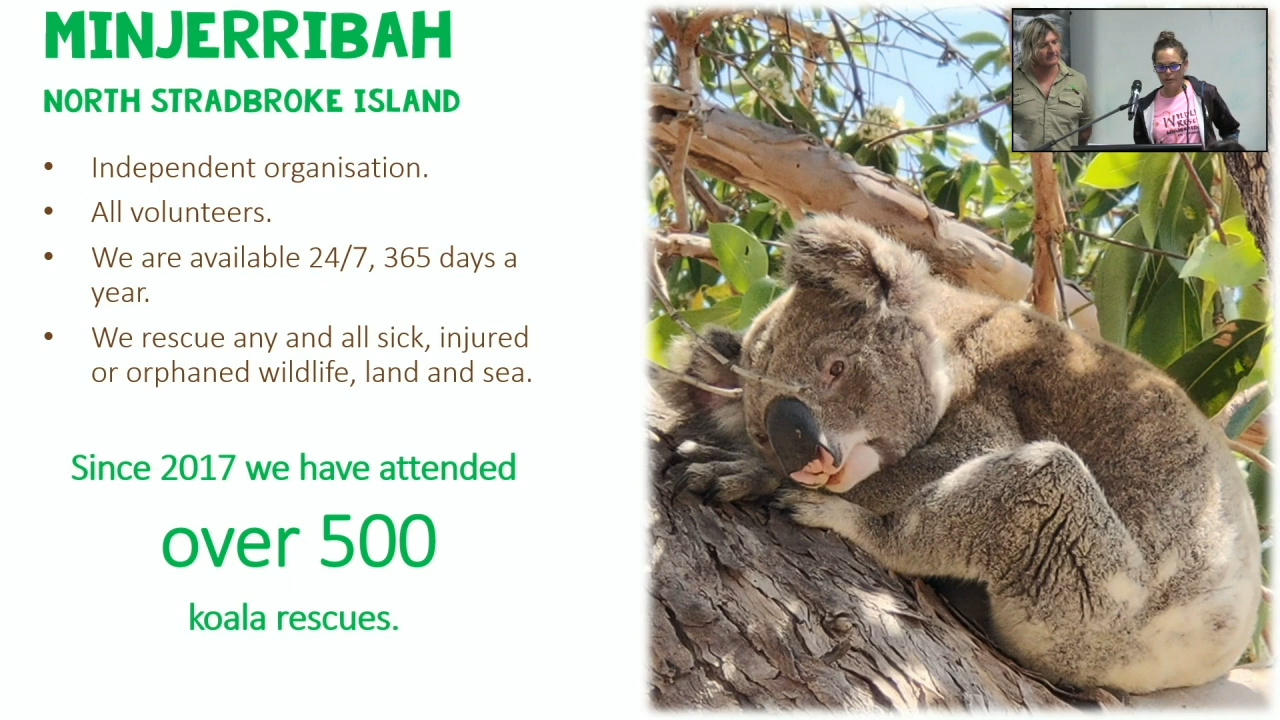 MINJERRIBAH
NORTH STRADBROKE ISLAND
• Independent organisation.
• All volunteers.
• We are available 24/7, 365 days a
year.
• We rescue any and all sick, injured
or orphaned wildlife, land and sea.
Since 2017 we have attended
over 500
koala rescues.